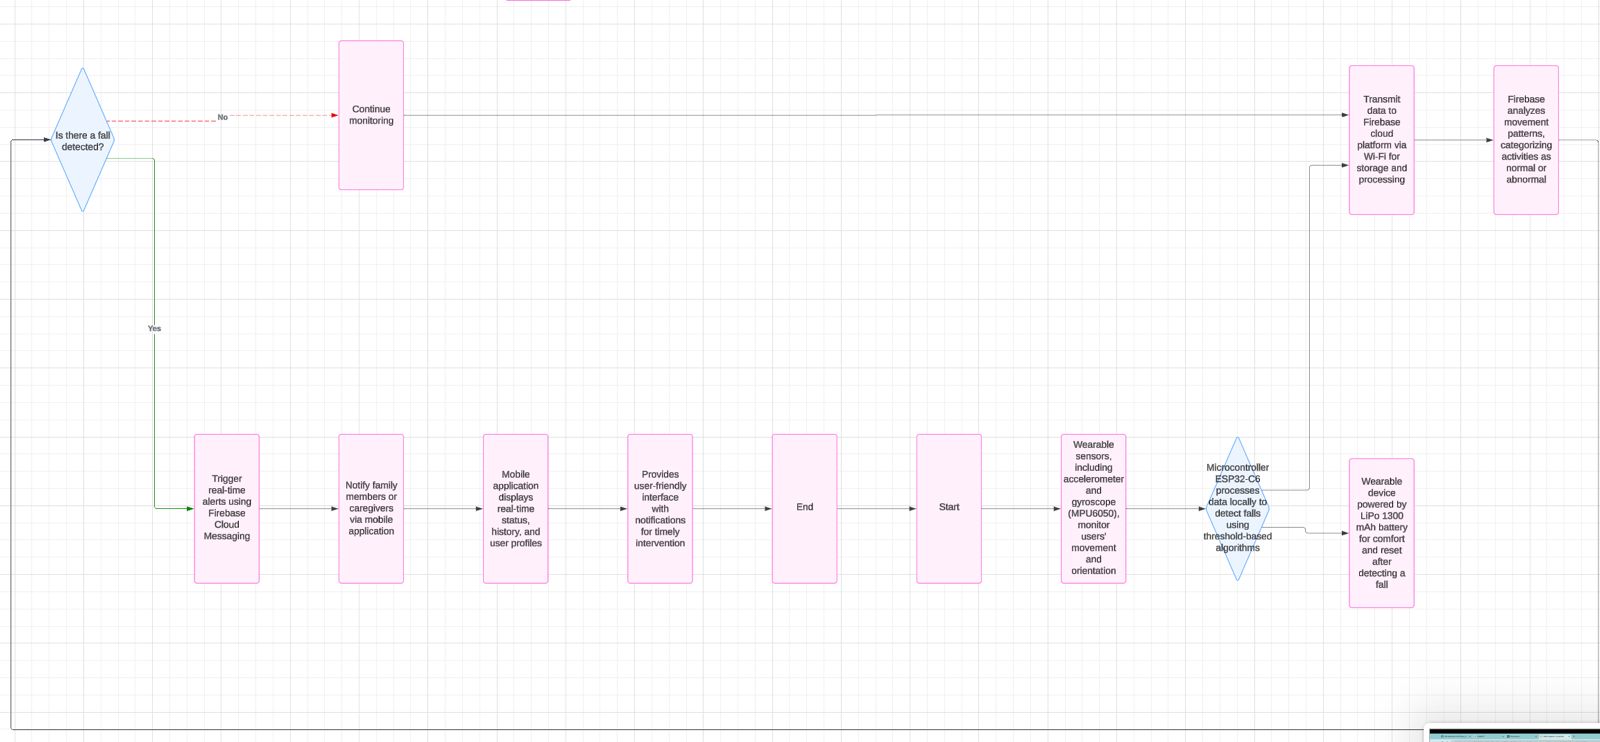 Is there a fall
detected?
No
Continue
monitoring
Transmit
data to
Firebase
cloud
platform via
Wi-Fi for
storage and
processing
Firebase
analyzes
movement
patterns,
categorizing
activities as
normal or
abnormal
Yes
Trigger
real-time
alerts using
Firebase
Cloud
Messaging
Notify family
members or
caregivers
via mobile
application
Mobile
application
displays
real-time
status,
history, and
user profiles
Provides
user-friendly
interface
with
notifications
for timely
intervention
End
Start
Wearable
sensors,
including
accelerometer
and
gyroscope
(MPU6050),
monitor
users'
movement
and
orientation
Microcontroller
ESP32-C6
processes
data locally to
detect falls
using
threshold-based
algorithms
Wearable
device
powered by
LiPo 1300
mAh battery
for comfort
and reset
after
detecting a
fall